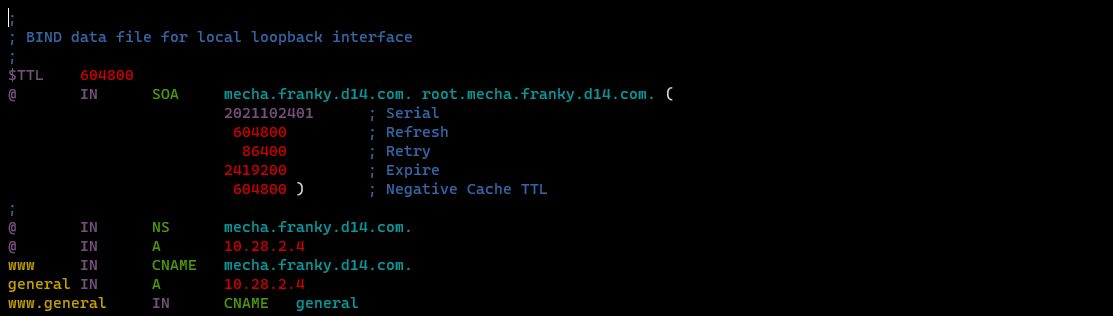 ;
; BIND data file for local loopback interface
;
$TTL    604800
@       IN      SOA     mecha.franky.d14.com. root.mecha.franky.d14.com. (
                        2021102401      ; Serial
                         604800         ; Refresh
                          86400         ; Retry
                        2419200         ; Expire
                         604800 )       ; Negative Cache TTL
;
@       IN      NS      mecha.franky.d14.com.
@       IN      A       10.28.2.4
www     IN      CNAME   mecha.franky.d14.com.
general IN      A       10.28.2.4
www.general     IN      CNAME   general